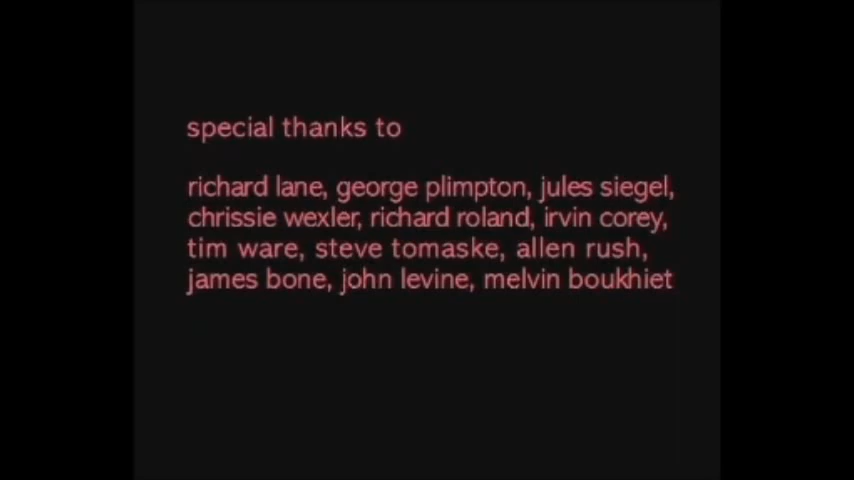 special thanks to
richard lane, george plimpton, jules siegel,
chrissie wexler, richard roland, irvin corey,
tim ware, steve tomaske, allen rush,
james bone, john levine, melvin boukhiet